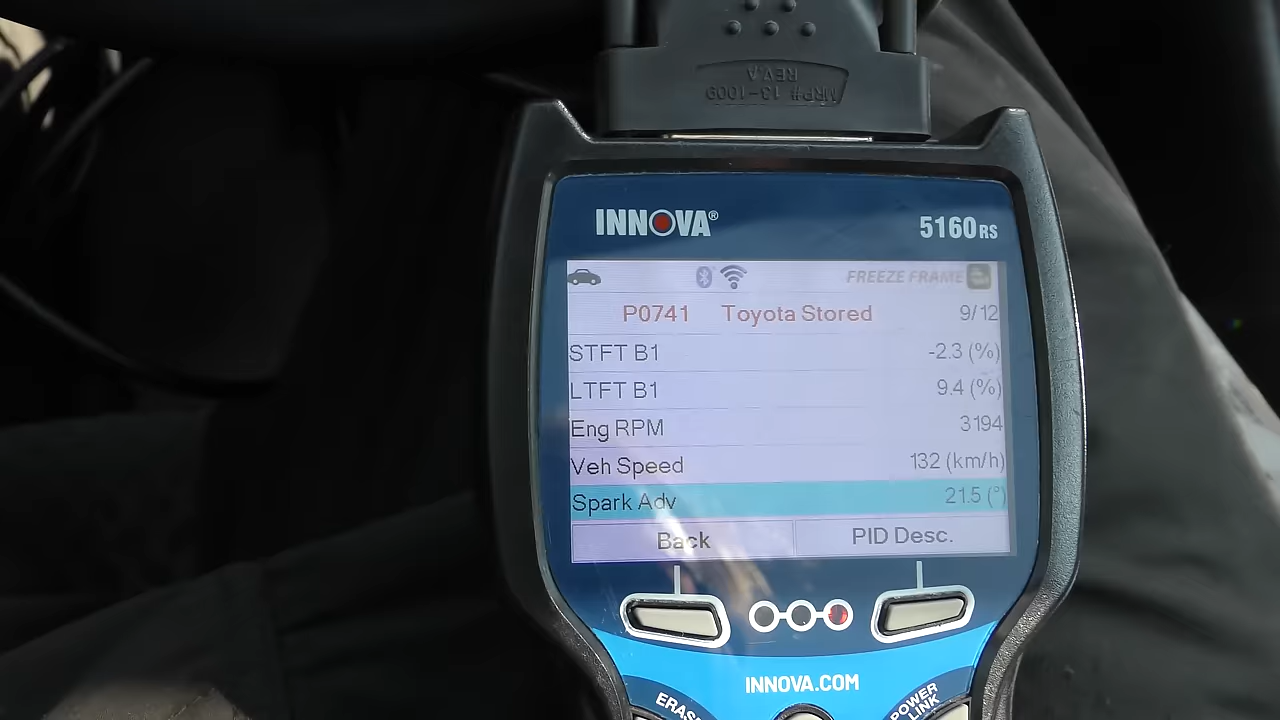 MRP# 13-1009
REV.A
INNOVA®
5160RS
FREEZE FRAME
P0741 Toyota Stored 9/12
STFT B1 -2.3 (%)
LTFT B1 9.4 (%)
Eng RPM 3194
Veh Speed 132 (km/h)
Spark Adv 21.5 (°)
Back PID Desc.
INNOVA.COM
ERAS
POWER
LINK